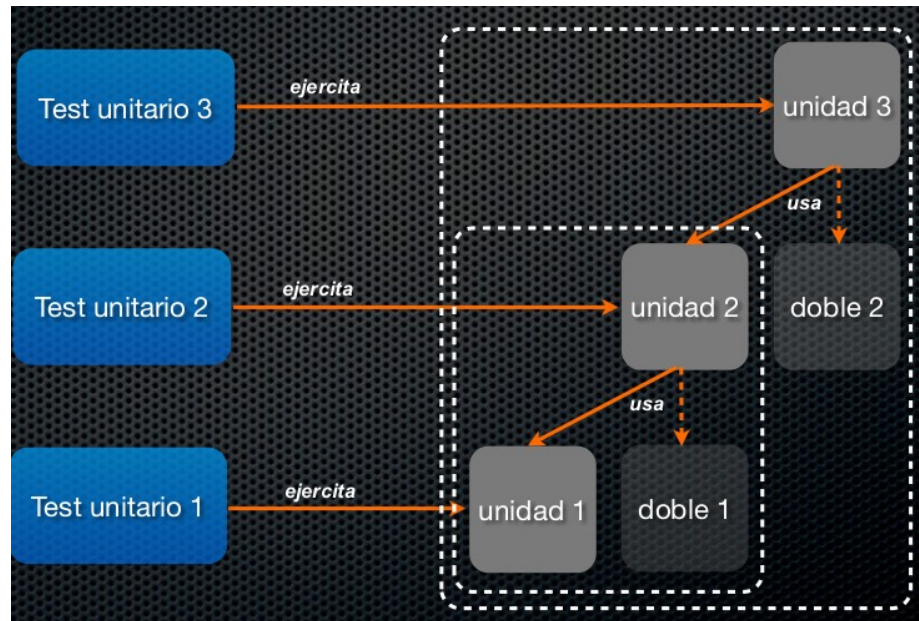 Test unitario 3
ejercita
unidad 3
usa
Test unitario 2
ejercita
unidad 2
doble 2
usa
Test unitario 1
ejercita
unidad 1
doble 1